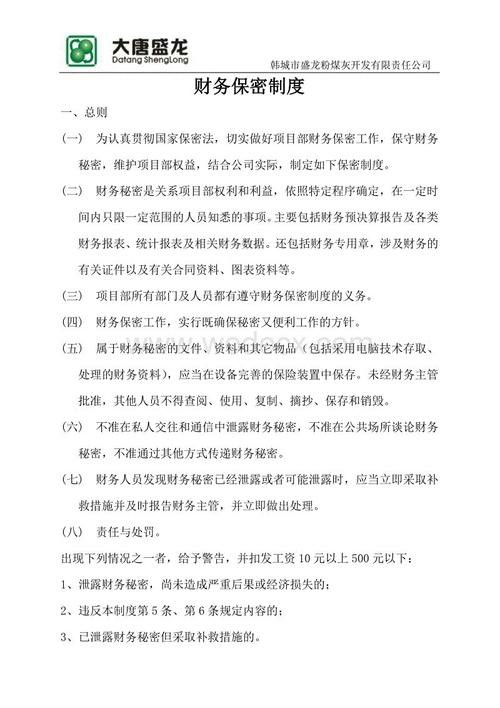 大唐盛龙
Datang ShengLong
韩城市盛龙粉煤灰开发有限责任公司
财务保密制度
一、总则
(一) 为认真贯彻国家保密法，切实做好项目部财务保密工作，保守财务
秘密，维护项目部权益，结合公司实际，制定如下保密制度。
(二) 财务秘密是关系项目部权利和利益，依照特定程序确定，在一定时
间内只限一定范围的人员知悉的事项。主要包括财务预决算报告及各类
财务报表、统计报表及相关财务数据。还包括财务专用章，涉及财务的
有关证件以及有关合同资料、图表资料等。
(三) 项目部所有部门及人员都有遵守财务保密制度的义务。
(四) 财务保密工作，实行既确保秘密又便利工作的方针。
(五) 属于财务秘密的文件、资料和其它物品（包括采用电脑技术存取、
处理的财务资料），应当在设备完善的保险装置中保存。未经财务主管
批准，其他人员不得查阅、使用、复制、摘抄、保存和销毁。
(六) 不准在私人交往和通信中泄露财务秘密，不准在公共场所谈论财务
秘密，不准通过其他方式传递财务秘密。
(七) 财务人员发现财务秘密已经泄露或者可能泄露时，应当立即采取补
救措施并及时报告财务主管，并立即做出处理。
(八) 责任与处罚。
出现下列情况之一者，给予警告，并扣发工资 10 元以上 500 元以下：
1、泄露财务秘密，尚未造成严重后果或经济损失的；
2、违反本制度第 5 条、第 6 条规定内容的；
3、已泄露财务秘密但采取补救措施的。